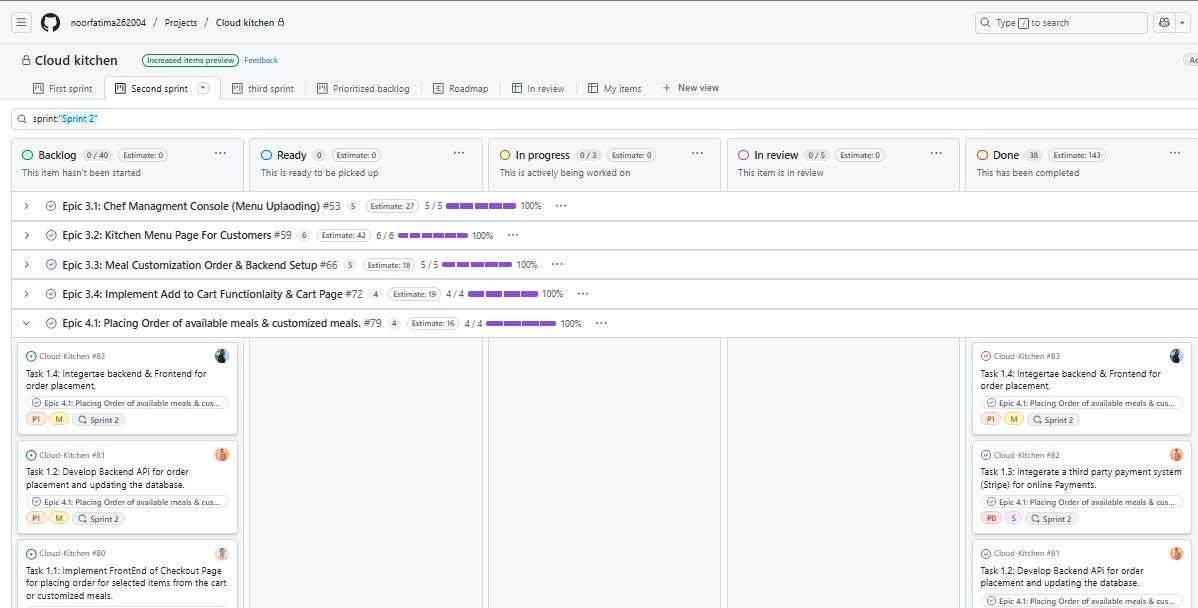 noorfatima262004 / Projects / Cloud kitchen
Type / to search
Cloud kitchen Increased items preview Feedback
First sprint Second sprint third sprint Prioritized backlog Roadmap In review My items + New view
sprint:"Sprint 2"
Backlog 0 / 40 Estimate: 0 ...
This item hasn't been started
Ready 0 Estimate: 0 ...
This is ready to be picked up
In progress 0 / 3 Estimate: 0 ...
This is actively being worked on
In review 0 / 5 Estimate: 0 ...
This item is in review
Done 38 Estimate: 143 ...
This has been completed
Epic 3.1: Chef Managment Console (Menu Uplaoding) #53 5 Estimate: 27 5 / 5 100% ...
Epic 3.2: Kitchen Menu Page For Customers #59 6 Estimate: 42 6 / 6 100% ...
Epic 3.3: Meal Customization Order & Backend Setup #66 5 Estimate: 18 5 / 5 100% ...
Epic 3.4: Implement Add to Cart Functionlaity & Cart Page #72 4 Estimate: 19 4 / 4 100% ...
Epic 4.1: Placing Order of available meals & customized meals. #79 4 Estimate: 16 4 / 4 100% ...
Cloud-Kitchen #83
Task 1.4: Integertae backend & Frontend for
order placement,
Epic 4.1: Placing Order of available meals & cus...
P1 M Sprint 2
Cloud-Kitchen #81
Task 1.2: Develop Backend APi for order
placement and updating the database.
Epic 4.1: Placing Order of available meals & cus...
P1 M Sprint 2
Cloud-Kitchen #80
Task 1.1: Implement FrontEnd of Checkout Page
for placing order for selected items from the cart
or customized meals.
Cloud-Kitchen #83
Task 1.4: Integertae backend & Frontend for
order placement,
Epic 4.1: Placing Order of available meals & cus...
P1 M Sprint 2
Cloud-Kitchen #82
Task 1.3: Integerate a third party payment system
(Stripe) for online Payments.
Epic 4.1: Placing Order of available meals & cus...
P0 S Sprint 2
Cloud-Kitchen #81
Task 1.2: Develop Backend APi for order
placement and updating the database.
Epic 4.1: Placing Order of available meals & cus...